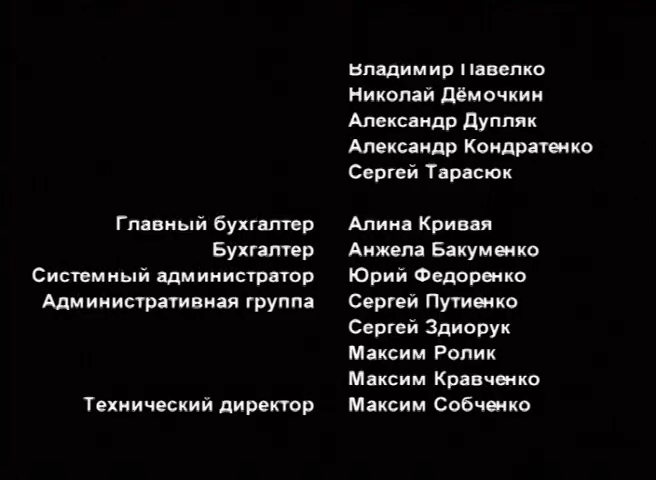 Владимир Павелко
Николай Дёмочкин
Александр Дупляк
Александр Кондратенко
Сергей Тарасюк
Главный бухгалтер Алина Кривая
Бухгалтер Анжела Бакуменко
Системный администратор Юрий Федоренко
Административная группа Сергей Путиенко
Сергей Здиорук
Максим Ролик
Максим Кравченко
Технический директор Максим Собченко